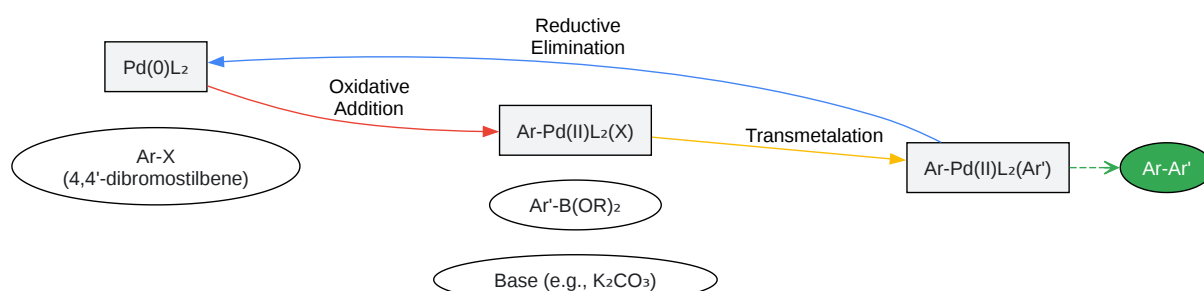 Reductive
Elimination
Pd(0)L₂
Oxidative
Addition
Ar-Pd(II)L₂(X)
Transmetalation
Ar-X
(4,4'-dibromostilbene)
Ar-Pd(II)L₂(Ar')
Ar-Ar'
Ar'-B(OR)₂
Base (e.g., K₂CO₃)